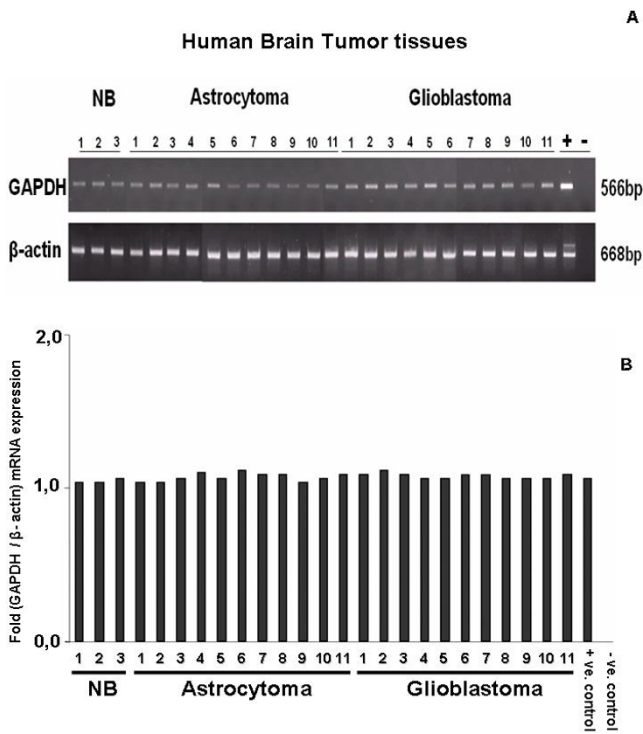 A
Human Brain Tumor tissues
NB Astrocytoma Glioblastoma
1 2 3 1 2 3 4 5 6 7 8 9 10 11 1 2 3 4 5 6 7 8 9 10 11 + -
GAPDH 566bp
β-actin 668bp
B
Fold (GAPDH / β- actin) mRNA expression
2,0
1,0
0,0
1 2 3 1 2 3 4 5 6 7 8 9 10 11 1 2 3 4 5 6 7 8 9 10 11
NB Astrocytoma Glioblastoma
+ ve. control
- ve. control